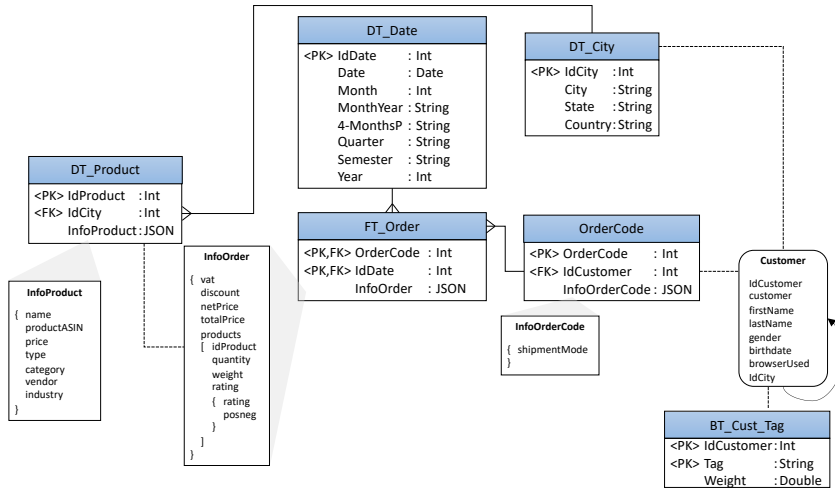 DT_Date
<PK> IdDate : Int
Date : Date
Month : Int
MonthYear : String
4-MonthsP : String
Quarter : String
Semester : String
Year : Int
DT_City
<PK> IdCity : Int
City : String
State : String
Country : String
DT_Product
<PK> IdProduct : Int
<FK> IdCity : Int
InfoProduct : JSON
FT_Order
<PK,FK> OrderCode : Int
<PK,FK> IdDate : Int
InfoOrder : JSON
OrderCode
<PK> OrderCode : Int
<FK> IdCustomer : Int
InfoOrderCode : JSON
InfoProduct
{ name
productASIN
price
type
category
vendor
industry
}
InfoOrder
{ vat
discount
netPrice
totalPrice
products
[ idProduct
quantity
weight
rating
{ rating
posneg
}
]
}
InfoOrderCode
{ shipmentMode
}
Customer
IdCustomer
customer
firstName
lastName
gender
birthdate
browserUsed
IdCity
BT_Cust_Tag
<PK> IdCustomer : Int
<PK> Tag : String
Weight : Double